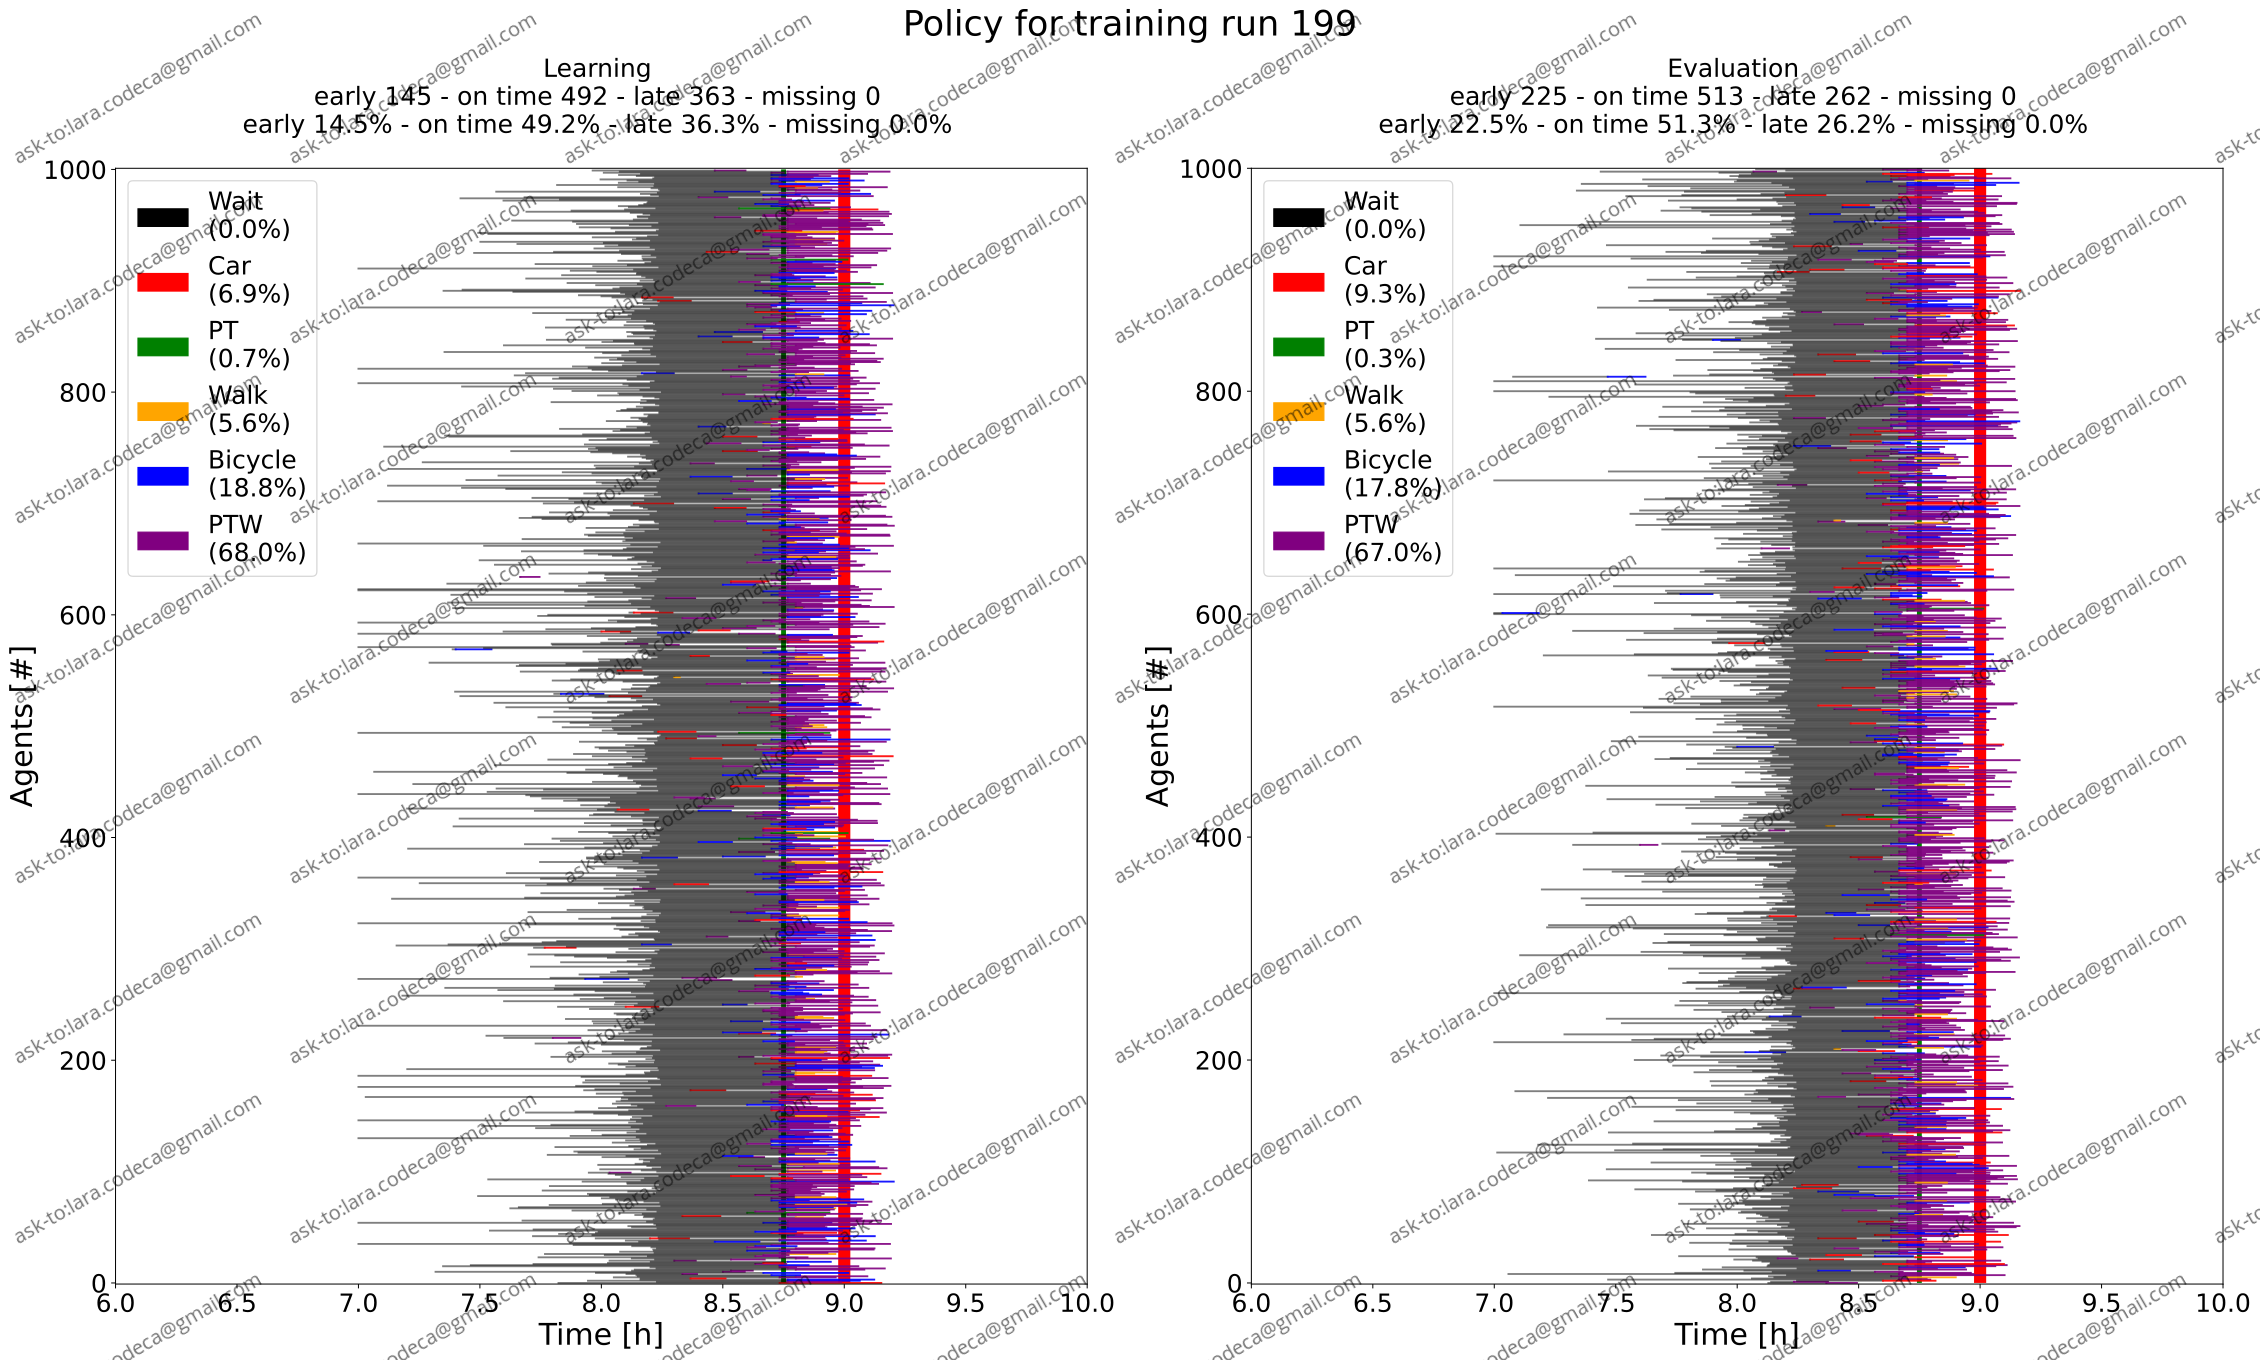 Policy for training run 199
Learning
early 145 - on time 492 - late 363 - missing 0
early 14.5% - on time 49.2% - late 36.3% - missing 0.0%
Wait
(0.0%)
Car
(6.9%)
PT
(0.7%)
Walk
(5.6%)
Bicycle
(18.8%)
PTW
(68.0%)
1000
800
600
400
200
0
Agents [#]
6.0 6.5 7.0 7.5 8.0 8.5 9.0 9.5 10.0
Time [h]
Evaluation
early 225 - on time 513 - late 262 - missing 0
early 22.5% - on time 51.3% - late 26.2% - missing 0.0%
Wait
(0.0%)
Car
(9.3%)
PT
(0.3%)
Walk
(5.6%)
Bicycle
(17.8%)
PTW
(67.0%)
1000
800
600
400
200
0
Agents [#]
6.0 6.5 7.0 7.5 8.0 8.5 9.0 9.5 10.0
Time [h]
ask-to:lara.codeca@gmail.com